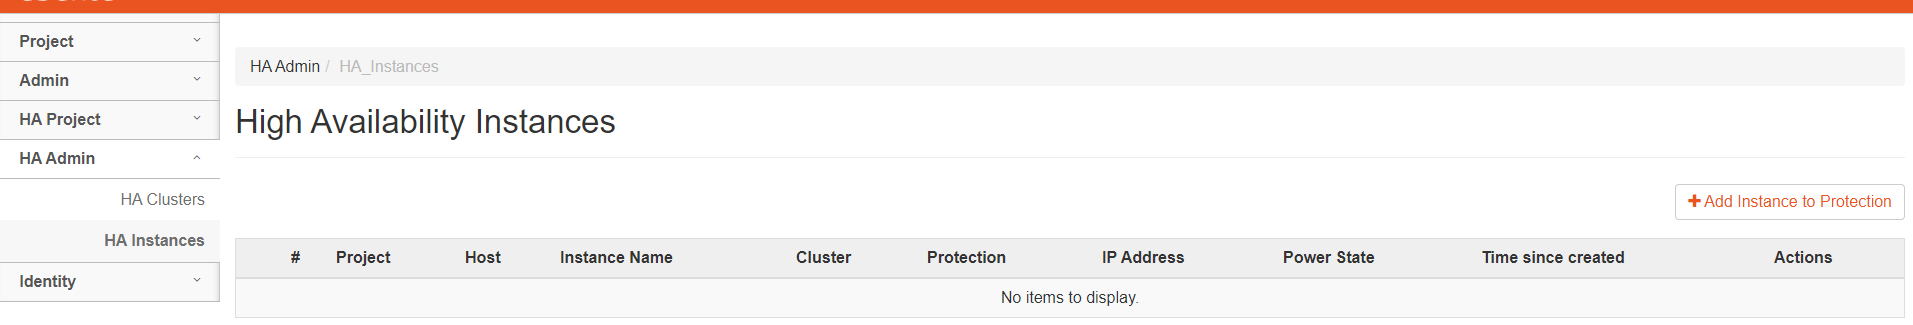 Project
Admin
HA Project
HA Admin
HA Clusters
HA Instances
Identity
HA Admin / HA_Instances
High Availability Instances
Add Instance to Protection
# Project Host Instance Name Cluster Protection IP Address Power State Time since created Actions
No items to display.